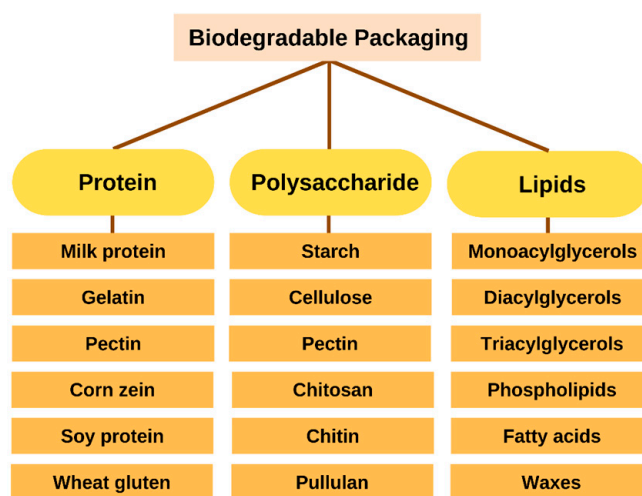 Biodegradable Packaging
Protein
Polysaccharide
Lipids
Milk protein
Starch
Monoacylglycerols
Gelatin
Cellulose
Diacylglycerols
Pectin
Pectin
Triacylglycerols
Corn zein
Chitosan
Phospholipids
Soy protein
Chitin
Fatty acids
Wheat gluten
Pullulan
Waxes